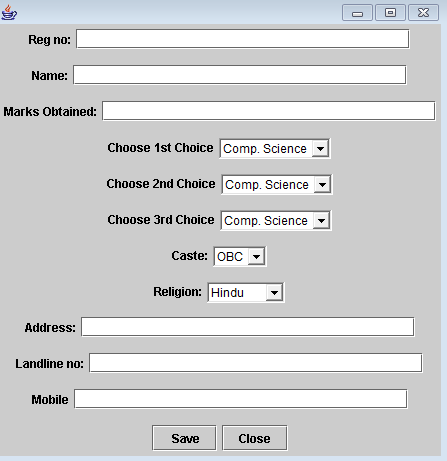 Reg no:
Name:
Marks Obtained:
Choose 1st Choice Comp. Science
Choose 2nd Choice Comp. Science
Choose 3rd Choice Comp. Science
Caste: OBC
Religion: Hindu
Address:
Landline no:
Mobile
Save Close